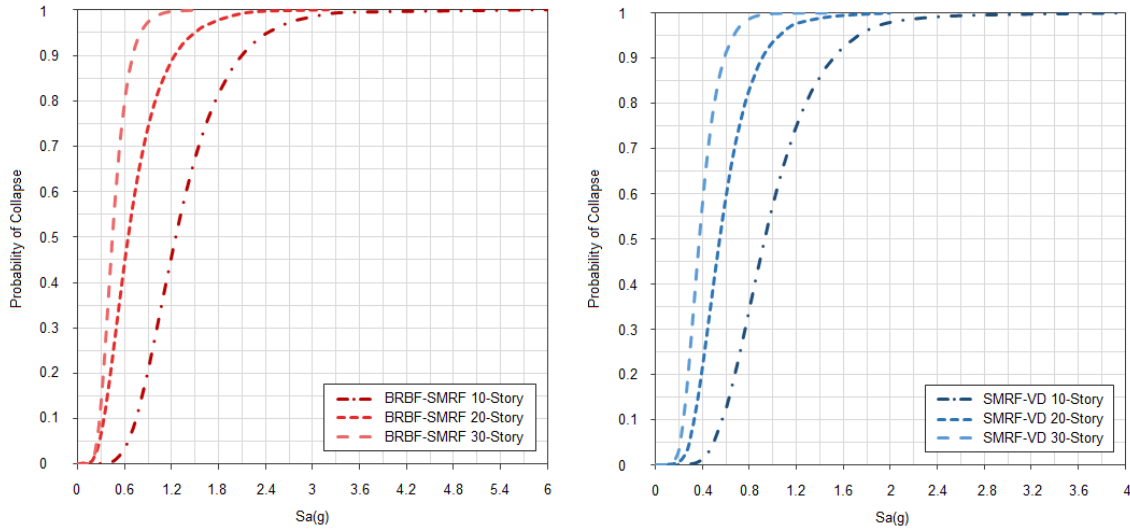 Probability of Collapse
1
0.9
0.8
0.7
0.6
0.5
0.4
0.3
0.2
0.1
0
0 0.6 1.2 1.8 2.4 3 3.6 4.2 4.8 5.4 6
Sa(g)
BRBF-SMRF 10-Story
BRBF-SMRF 20-Story
BRBF-SMRF 30-Story
Probability of Collapse
1
0.9
0.8
0.7
0.6
0.5
0.4
0.3
0.2
0.1
0
0 0.4 0.8 1.2 1.6 2 2.4 2.8 3.2 3.6 4
Sa(g)
SMRF-VD 10-Story
SMRF-VD 20-Story
SMRF-VD 30-Story